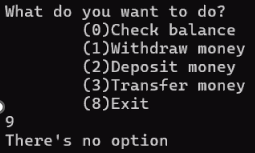 What do you want to do?
(0)Check balance
(1)Withdraw money
(2)Deposit money
(3)Transfer money
(8)Exit
9
There's no option